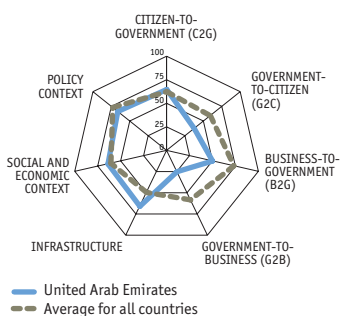 CITIZEN-TO-
GOVERNMENT (C2G)
100
75
50
25
0
GOVERNMENT-
TO-CITIZEN
(G2C)
BUSINESS-TO-
GOVERNMENT
(B2G)
GOVERNMENT-TO-
BUSINESS (G2B)
INFRASTRUCTURE
SOCIAL AND
ECONOMIC
CONTEXT
POLICY
CONTEXT
United Arab Emirates
Average for all countries